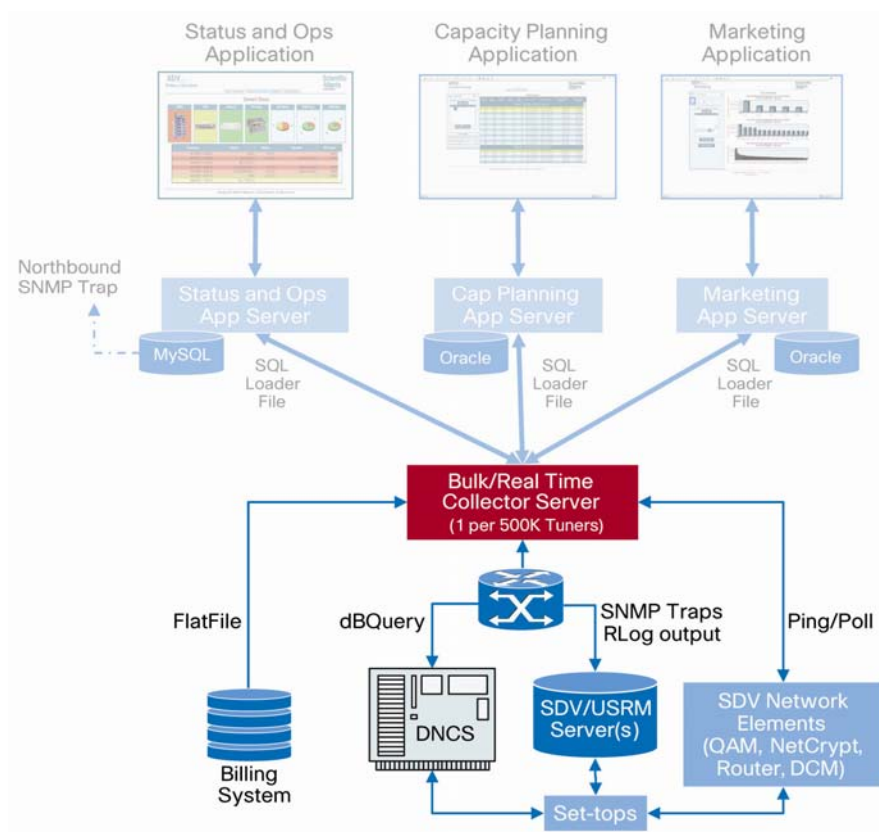 Status and Ops
Application
Capacity Planning
Application
Marketing
Application
Northbound
SNMP Trap
Status and Ops
App Server
MySQL
Cap Planning
App Server
Oracle
Marketing
App Server
Oracle
SQL
Loader
File
SQL
Loader
File
SQL
Loader
File
Bulk/Real Time
Collector Server
(1 per 500K Tuners)
FlatFile
dBQuery
SNMP Traps
RLog output
Ping/Poll
Billing
System
DNCS
SDV/USRM
Server(s)
SDV Network
Elements
(QAM, NetCrypt,
Router, DCM)
Set-tops